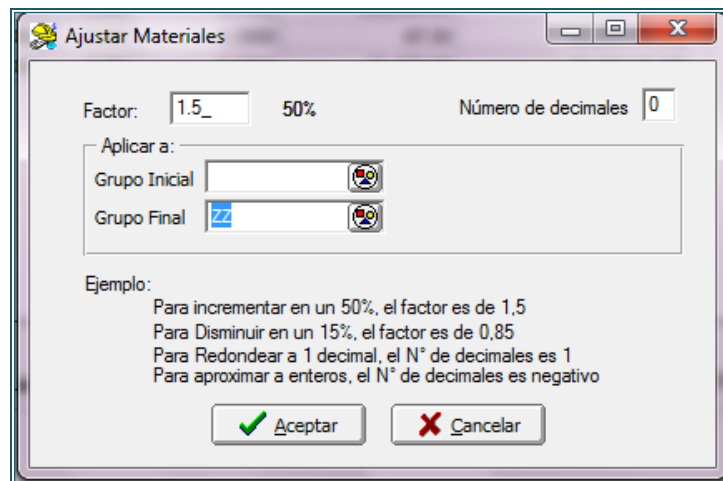 Ajustar Materiales
Factor: 1.5_ 50% Número de decimales 0
Aplicar a:
Grupo Inicial
Grupo Final ZZ
Ejemplo:
Para incrementar en un 50%, el factor es de 1,5
Para Disminuir en un 15%, el factor es de 0,85
Para Redondear a 1 decimal, el N° de decimales es 1
Para aproximar a enteros, el N° de decimales es negativo
Aceptar Cancelar